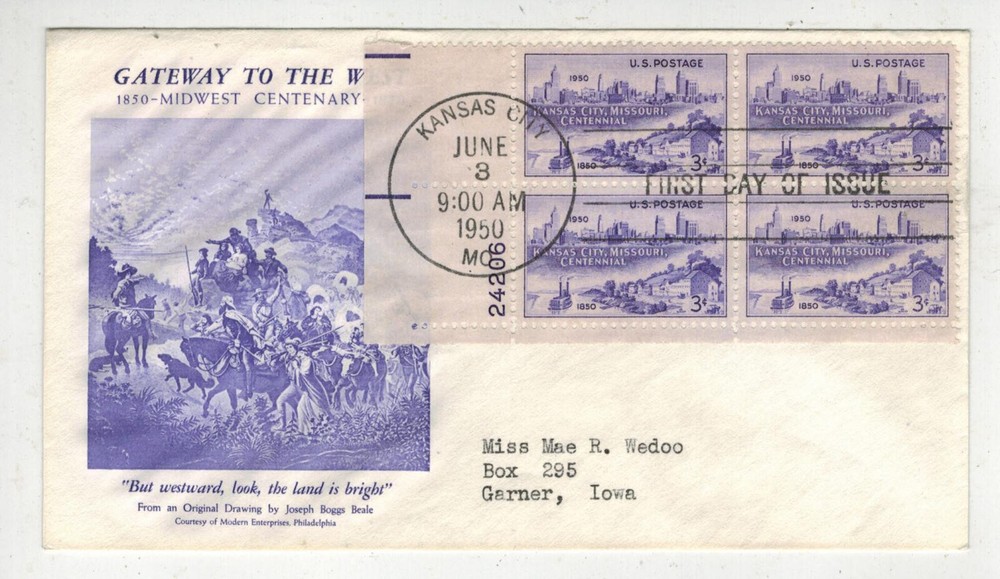 GATEWAY TO THE WEST
1850-MIDWEST CENTENARY-
"But westward, look, the land is bright"
From an Original Drawing by Joseph Boggs Beale
Courtesy of Modern Enterprises, Philadelphia
KANSAS CITY
JUNE
3
9:00 AM
1950
MO.
24206
FIRST DAY OF ISSUE
U.S. POSTAGE
1950
KANSAS CITY, MISSOURI,
CENTENNIAL
1850
3¢
U.S. POSTAGE
1950
KANSAS CITY, MISSOURI,
CENTENNIAL
1850
3¢
U.S. POSTAGE
1950
KANSAS CITY, MISSOURI,
CENTENNIAL
1850
3¢
U.S. POSTAGE
1950
KANSAS CITY, MISSOURI,
CENTENNIAL
1850
3¢
Miss Mae R. Wedoo
Box 295
Garner, Iowa